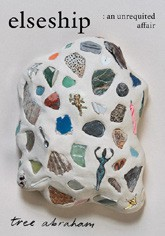 elseship
: an unrequited
affair
tree abraham